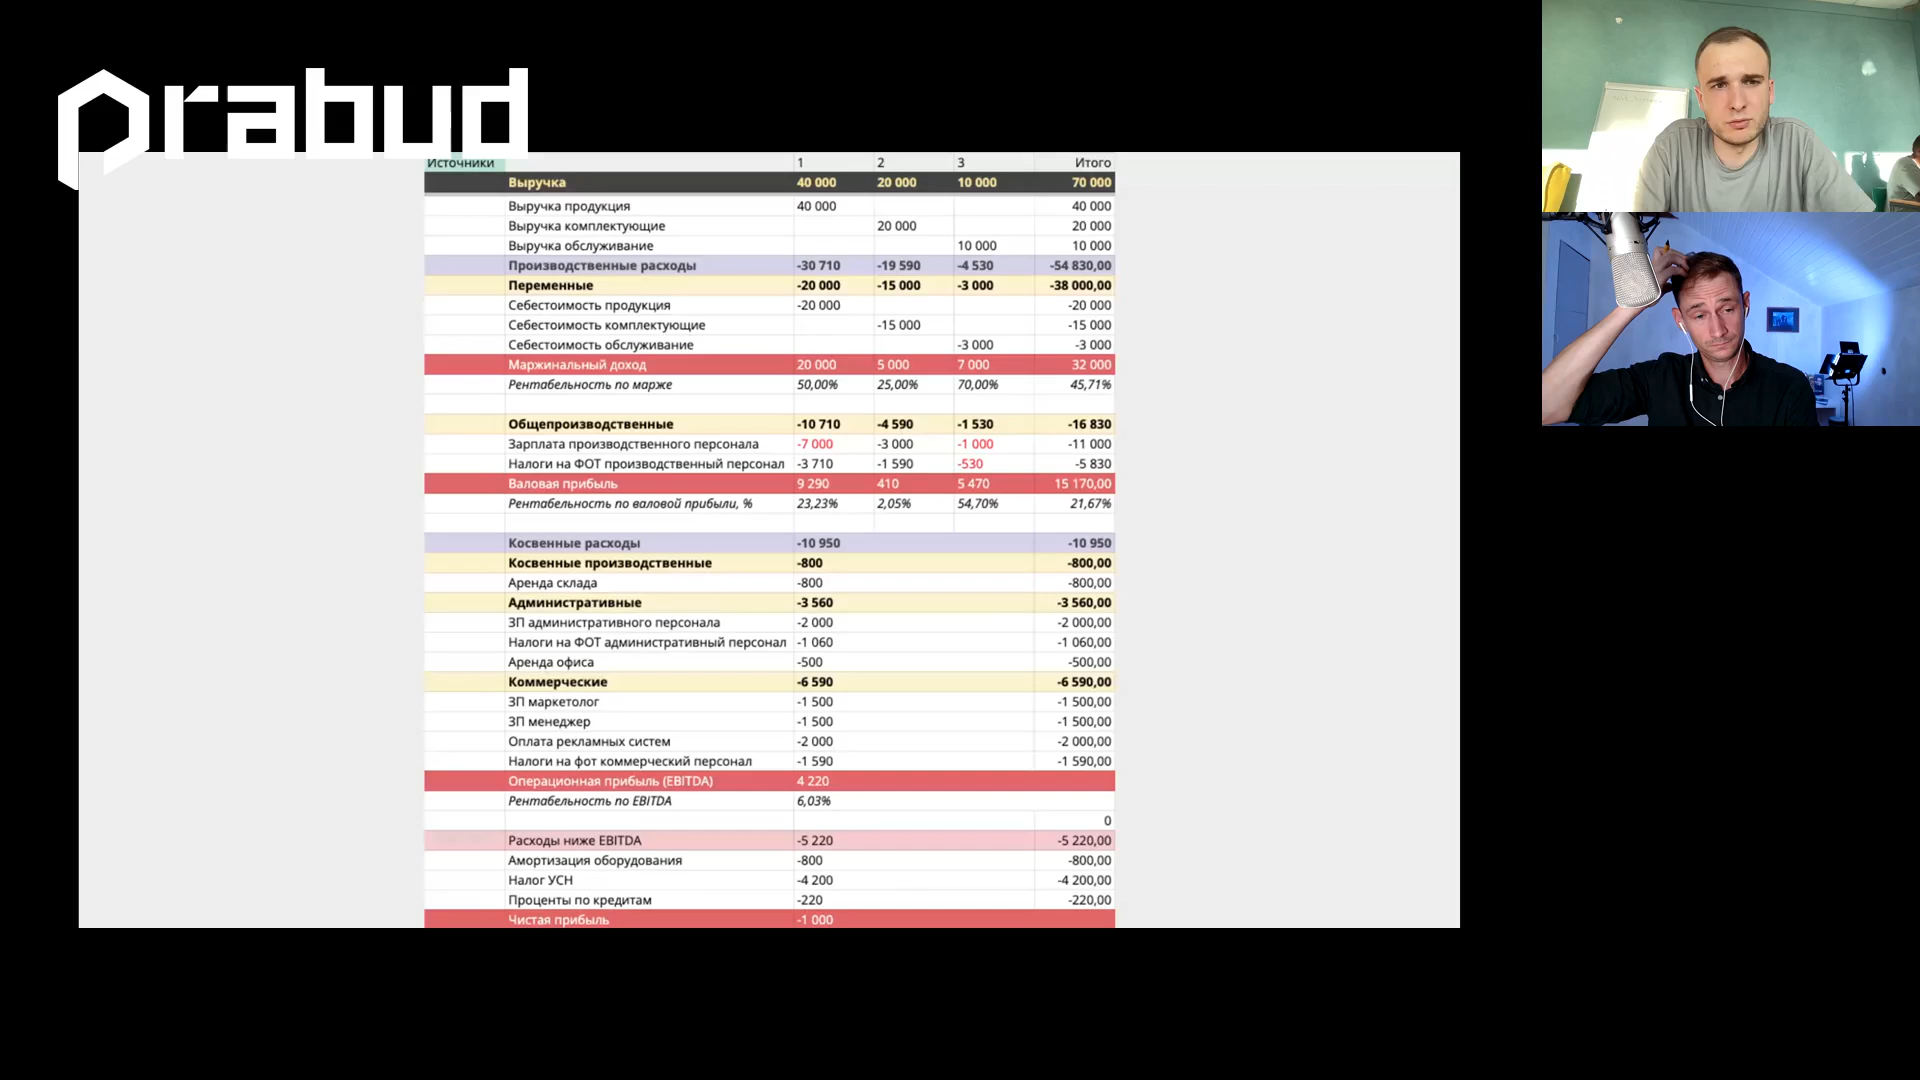 prabud
Источники 1 2 3 Итого
Выручка 40 000 20 000 10 000 70 000
Выручка продукция 40 000 40 000
Выручка комплектующие 20 000 20 000
Выручка обслуживание 10 000 10 000
Производственные расходы -30 710 -19 590 -4 530 -54 830,00
Переменные -20 000 -15 000 -3 000 -38 000,00
Себестоимость продукция -20 000 -20 000
Себестоимость комплектующие -15 000 -15 000
Себестоимость обслуживание -3 000 -3 000
Маржинальный доход 20 000 5 000 7 000 32 000
Рентабельность по марже 50,00% 25,00% 70,00% 45,71%
Общепроизводственные -10 710 -4 590 -1 530 -16 830
Зарплата производственного персонала -7 000 -3 000 -1 000 -11 000
Налоги на ФОТ производственный персонал -3 710 -1 590 -530 -5 830
Валовая прибыль 9 290 410 5 470 15 170,00
Рентабельность по валовой прибыли, % 23,23% 2,05% 54,70% 21,67%
Косвенные расходы -10 950 -10 950
Косвенные производственные -800 -800,00
Аренда склада -800 -800,00
Административные -3 560 -3 560,00
ЗП административного персонала -2 000 -2 000,00
Налоги на ФОТ административный персонал -1 060 -1 060,00
Аренда офиса -500 -500,00
Коммерческие -6 590 -6 590,00
ЗП маркетолог -1 500 -1 500,00
ЗП менеджер -1 500 -1 500,00
Оплата рекламных систем -2 000 -2 000,00
Налоги на фот коммерческий персонал -1 590 -1 590,00
Операционная прибыль (EBITDA) 4 220
Рентабельность по EBITDA 6,03%
0
Расходы ниже EBITDA -5 220 -5 220,00
Амортизация оборудования -800 -800,00
Налог УСН -4 200 -4 200,00
Проценты по кредитам -220 -220,00
Чистая прибыль -1 000